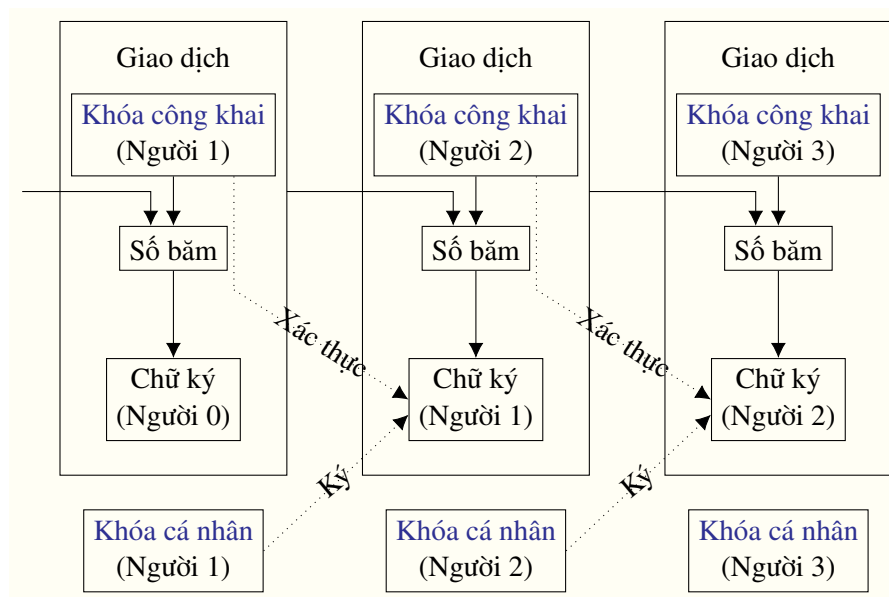 Giao dịch
Khóa công khai
(Người 1)
Số băm
Chữ ký
(Người 0)
Giao dịch
Khóa công khai
(Người 2)
Số băm
Chữ ký
(Người 1)
Giao dịch
Khóa công khai
(Người 3)
Số băm
Chữ ký
(Người 2)
Xác thực
Xác thực
Ký
Ký
Khóa cá nhân
(Người 1)
Khóa cá nhân
(Người 2)
Khóa cá nhân
(Người 3)